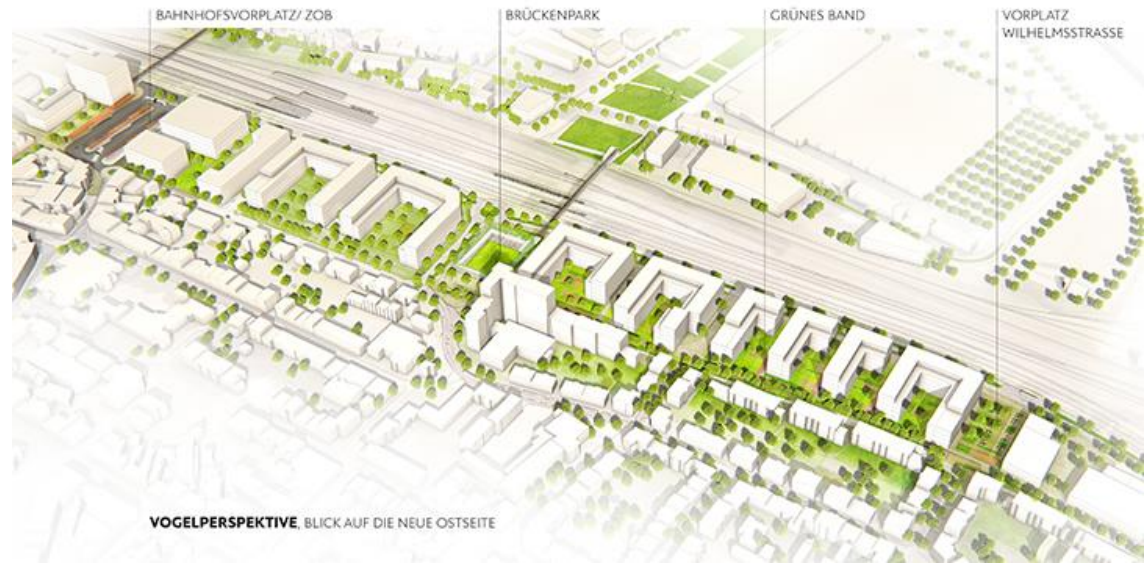 BAHNHOFSVORPLATZ/ ZOB
BRÜCKENPARK
GRÜNES BAND
VORPLATZ
WILHELMSSTRASSE
VOGELPERSPEKTIVE, BLICK AUF DIE NEUE OSTSEITE